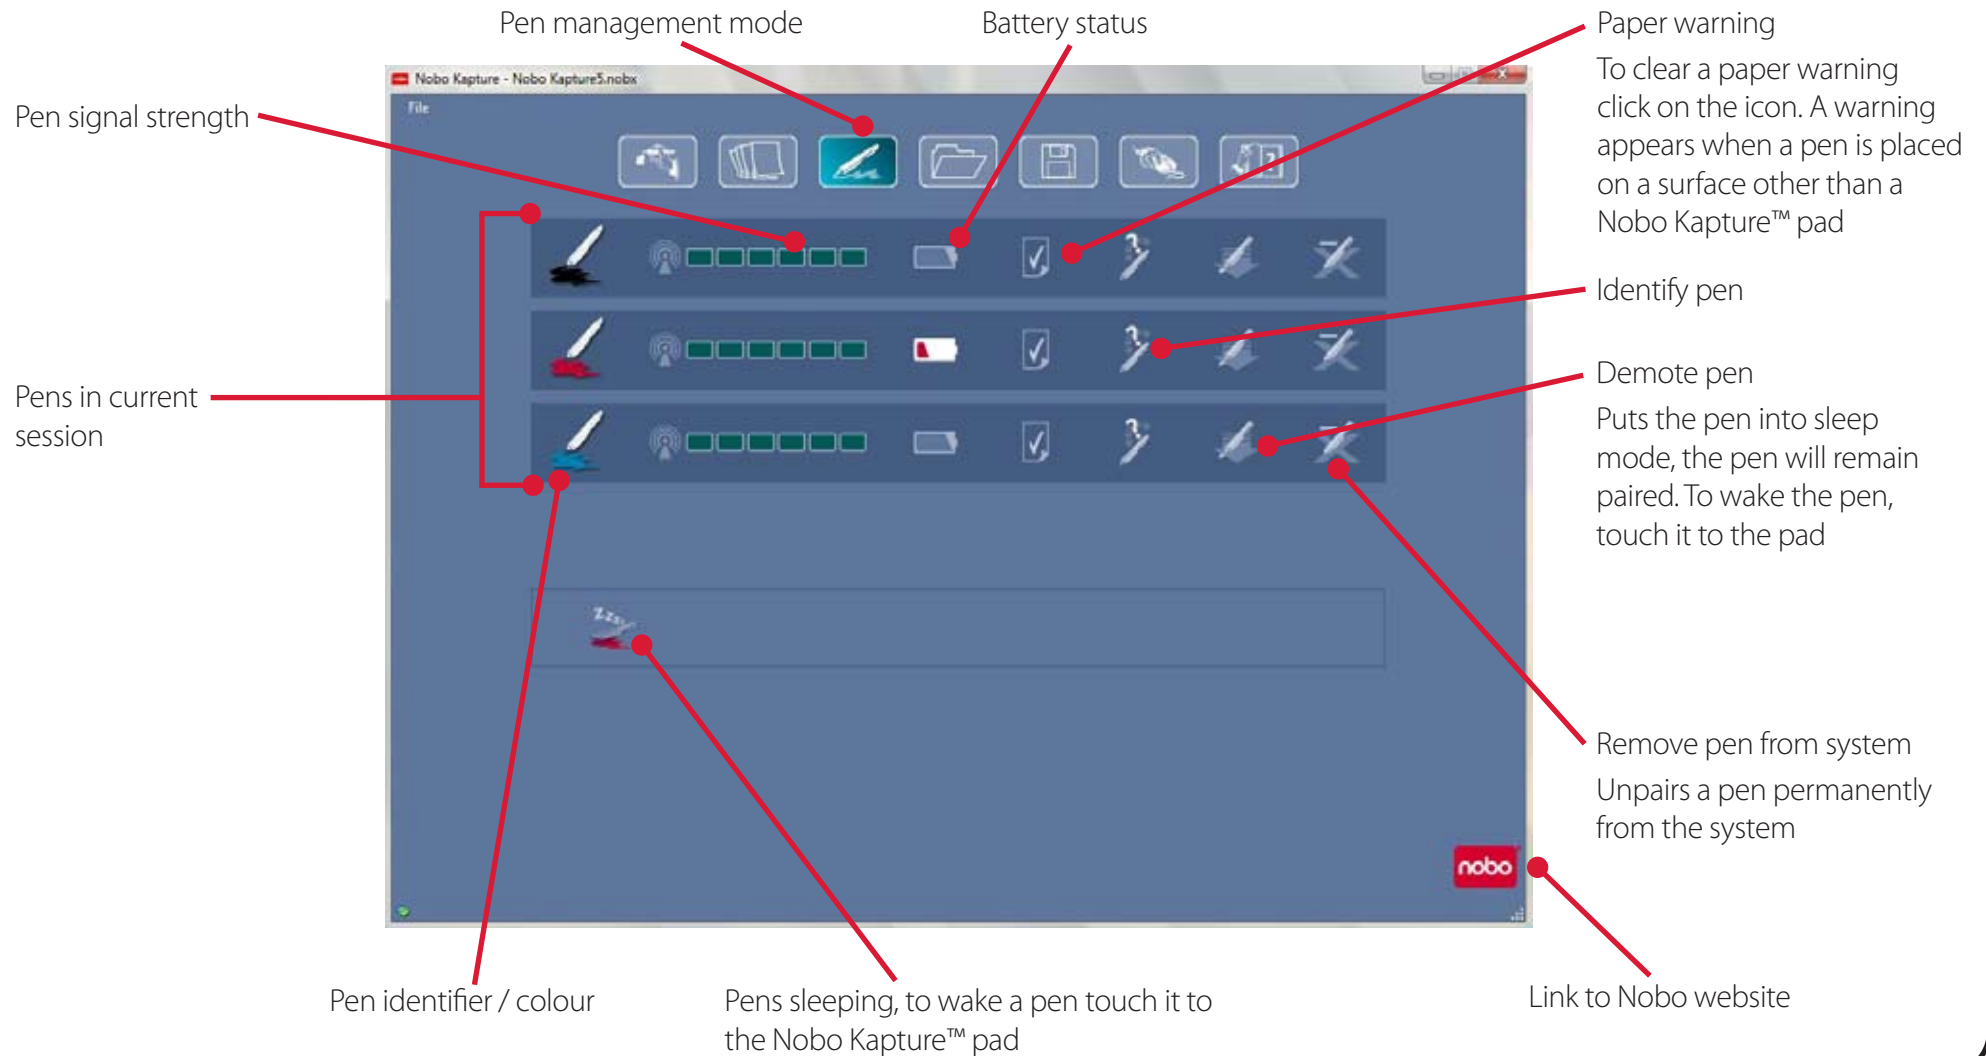 Pen management mode
Battery status
Paper warning
To clear a paper warning
click on the icon. A warning
appears when a pen is placed
on a surface other than a
Nobo Kapture™ pad
Pen signal strength
Nobo Kapture - Nobo Kapture5.nobx
File
Identify pen
Demote pen
Puts the pen into sleep
mode, the pen will remain
paired. To wake the pen,
touch it to the pad
Pens in current
session
Remove pen from system
Unpairs a pen permanently
from the system
nobo
Pen identifier / colour
Pens sleeping, to wake a pen touch it to
the Nobo Kapture™ pad
Link to Nobo website